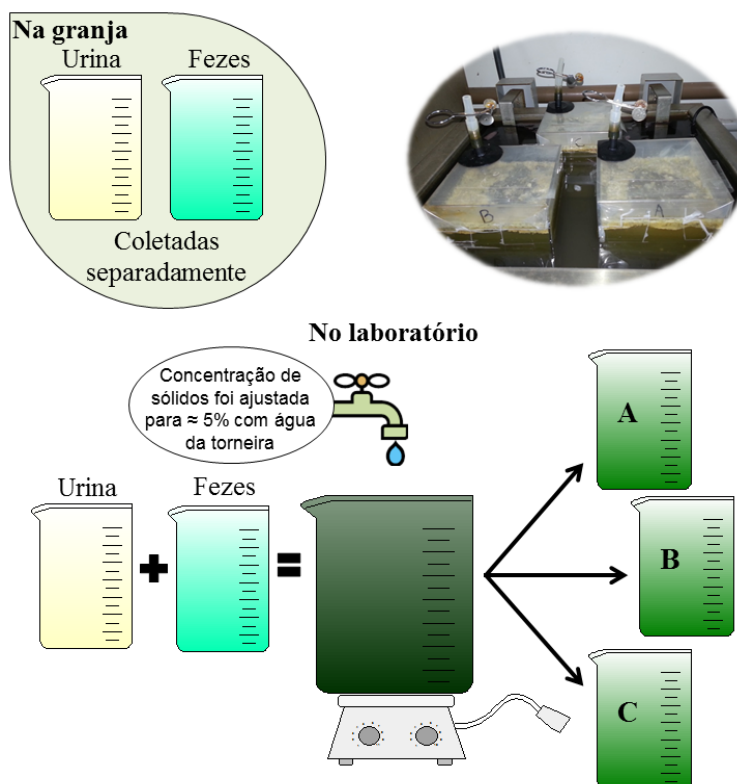 Na granja
Urina
Fezes
Coletadas
separadamente
B
A
No laboratório
Concentração de
sólidos foi ajustada
para ≈ 5% com água
da torneira
Urina
Fezes
A
B
C